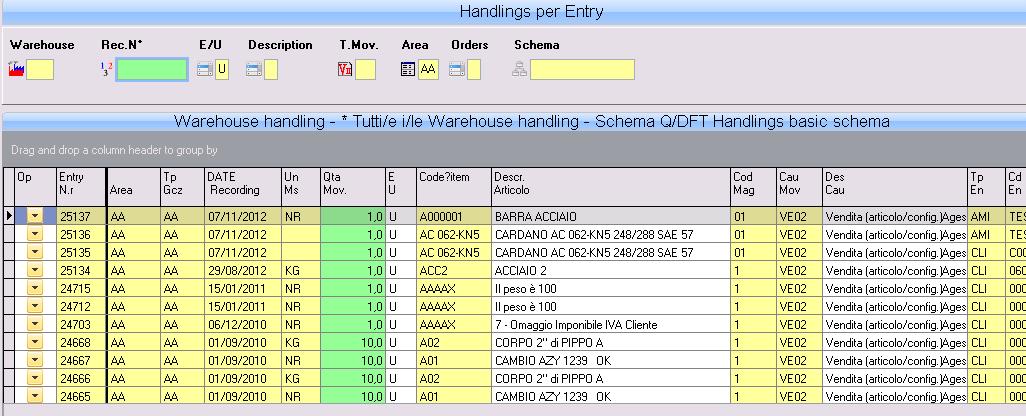 Handlings per Entry
Warehouse Rec.N° E/U Description T.Mov. Area Orders Schema
U AA
Warehouse handling - * Tutti/e i/le Warehouse handling - Schema Q/DFT Handlings basic schema
Drag and drop a column header to group by
Op Entry N.r Area Tp Gcz DATE Recording Un Ms Qta Mov. E U Code?item Descr. Articolo Cod Mag Cau Mov Des Cau Tp En Cd En
25137 AA AA 07/11/2012 NR 1,0 U A000001 BARRA ACCIAIO 01 VE02 Vendita (articolo/config.)Ages AMI TES
25136 AA AA 07/11/2012 1,0 U AC 062-KN5 CARDANO AC 062-KN5 248/288 SAE 57 01 VE02 Vendita (articolo/config.)Ages AMI TES
25135 AA AA 07/11/2012 1,0 U AC 062-KN5 CARDANO AC 062-KN5 248/288 SAE 57 01 VE02 Vendita (articolo/config.)Ages CLI C00
25134 AA AA 29/08/2012 KG 1,0 U ACC2 ACCIAIO 2 1 VE02 Vendita (articolo/config.)Ages CLI 060
24715 AA AA 15/01/2011 NR 1,0 U AAAAX Il peso è 100 1 VE02 Vendita (articolo/config.)Ages CLI 000
24712 AA AA 15/01/2011 NR 1,0 U AAAAX Il peso è 100 1 VE02 Vendita (articolo/config.)Ages CLI 000
24703 AA AA 06/12/2010 NR 1,0 U AAAAX 7 - Omaggio Imponibile IVA Cliente 1 VE02 Vendita (articolo/config.)Ages CLI 000
24668 AA AA 01/09/2010 KG 10,0 U A02 CORPO 2" di PIPPO A 1 VE02 Vendita (articolo/config.)Ages CLI 000
24667 AA AA 01/09/2010 NR 10,0 U A01 CAMBIO AZY 1239 OK 1 VE02 Vendita (articolo/config.)Ages CLI 000
24666 AA AA 01/09/2010 KG 10,0 U A02 CORPO 2" di PIPPO A 1 VE02 Vendita (articolo/config.)Ages CLI 000
24665 AA AA 01/09/2010 NR 10,0 U A01 CAMBIO AZY 1239 OK 1 VE02 Vendita (articolo/config.)Ages CLI 000